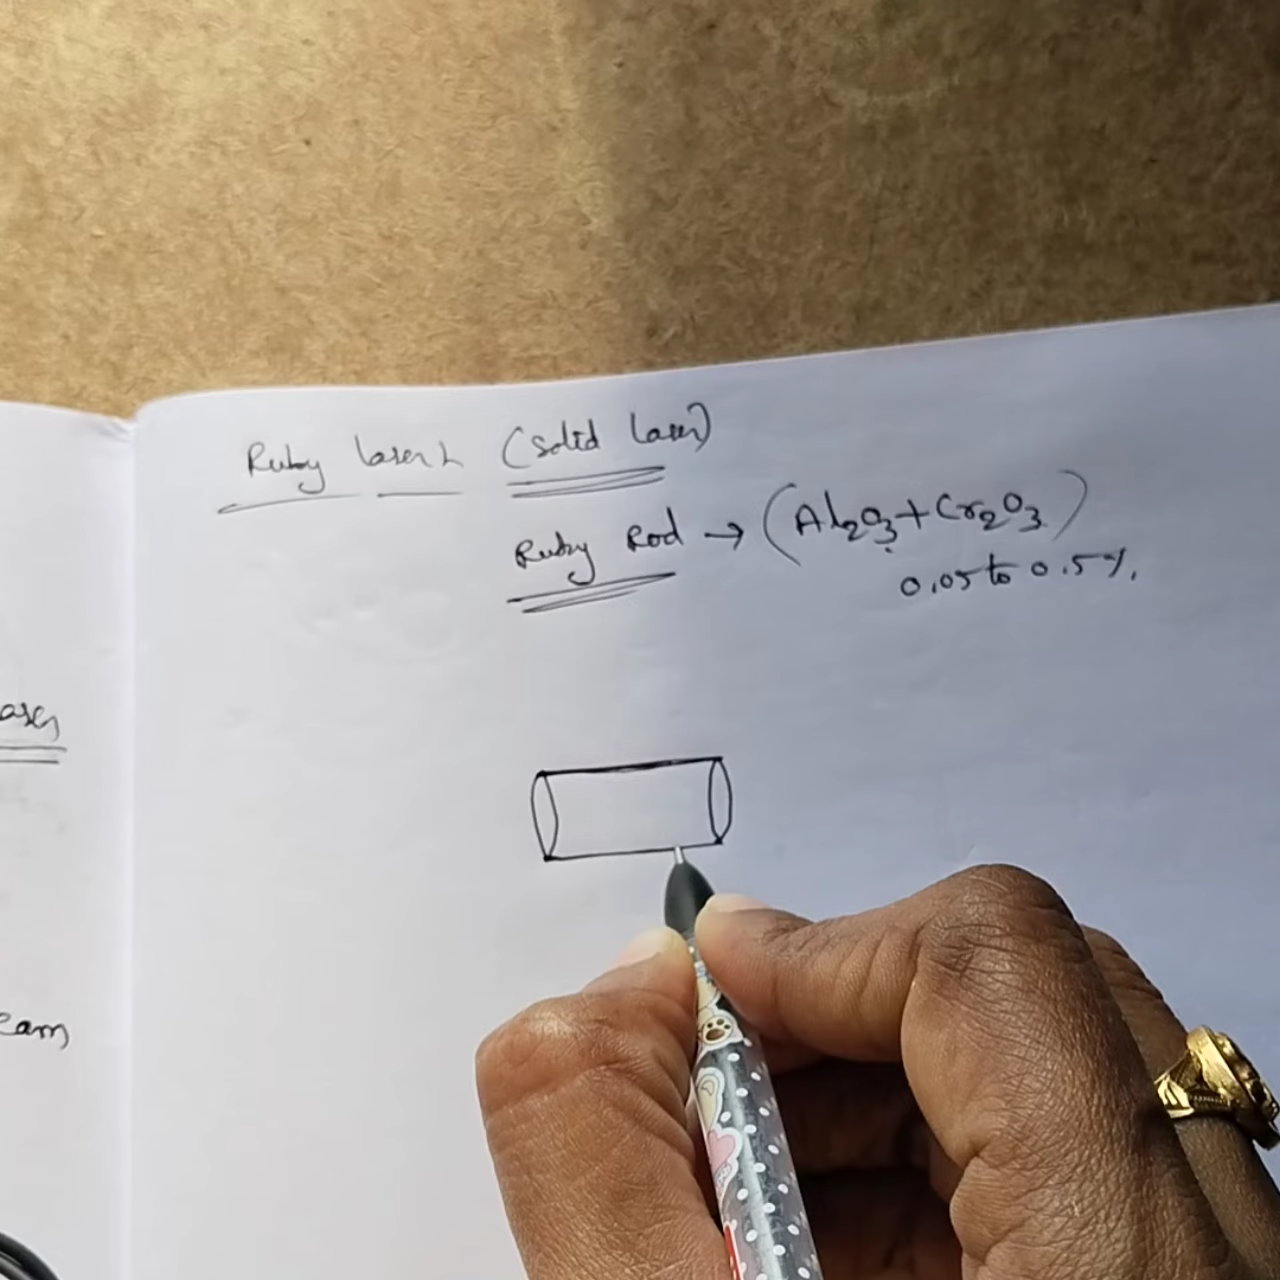 Ruby laser:- (Solid laser)
Ruby Rod → (Al₂O₃+Cr₂O₃)
0.05 to 0.5%.